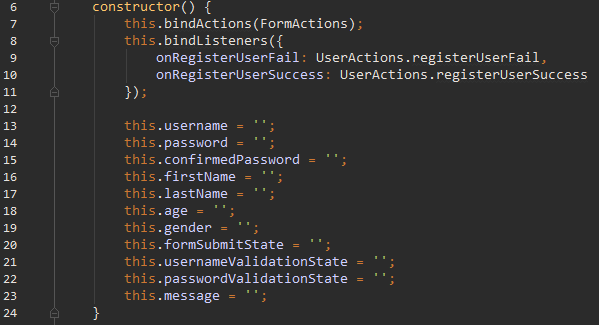 6 constructor() {
7 this.bindActions(FormActions);
8 this.bindListeners({
9 onRegisterUserFail: UserActions.registerUserFail,
10 onRegisterUserSuccess: UserActions.registerUserSuccess
11 });
12
13 this.username = '';
14 this.password = '';
15 this.confirmedPassword = '';
16 this.firstName = '';
17 this.lastName = '';
18 this.age = '';
19 this.gender = '';
20 this.formSubmitState = '';
21 this.usernameValidationState = '';
22 this.passwordValidationState = '';
23 this.message = '';
24 }